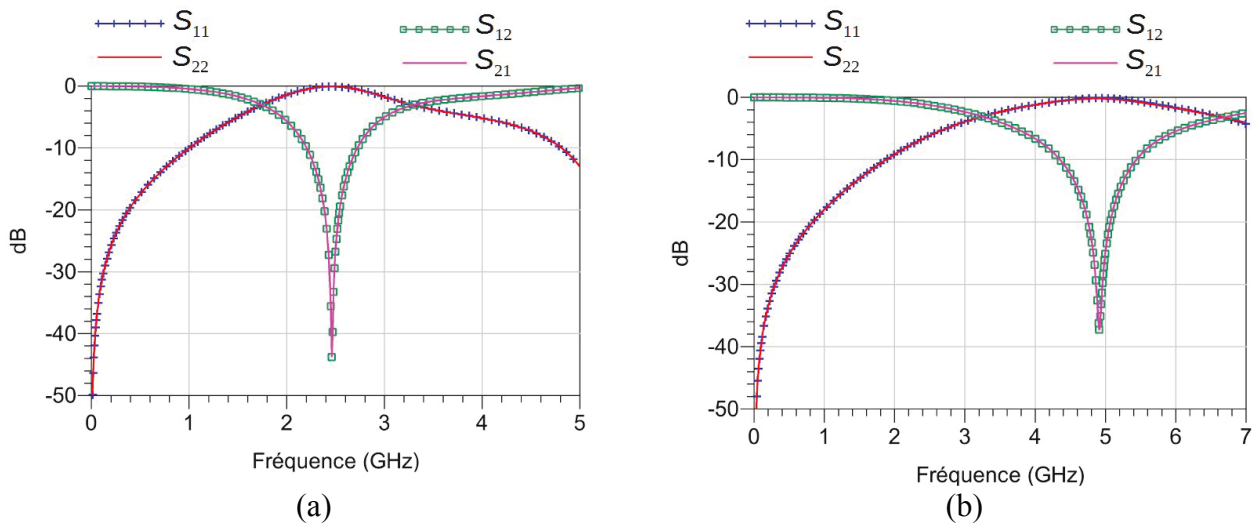 S11
S12
S22
S21
0
-10
-20
-30
-40
-50
dB
0 1 2 3 4 5
Fréquence (GHz)
(a)
S11
S12
S22
S21
0
-10
-20
-30
-40
-50
dB
0 1 2 3 4 5 6 7
Fréquence (GHz)
(b)